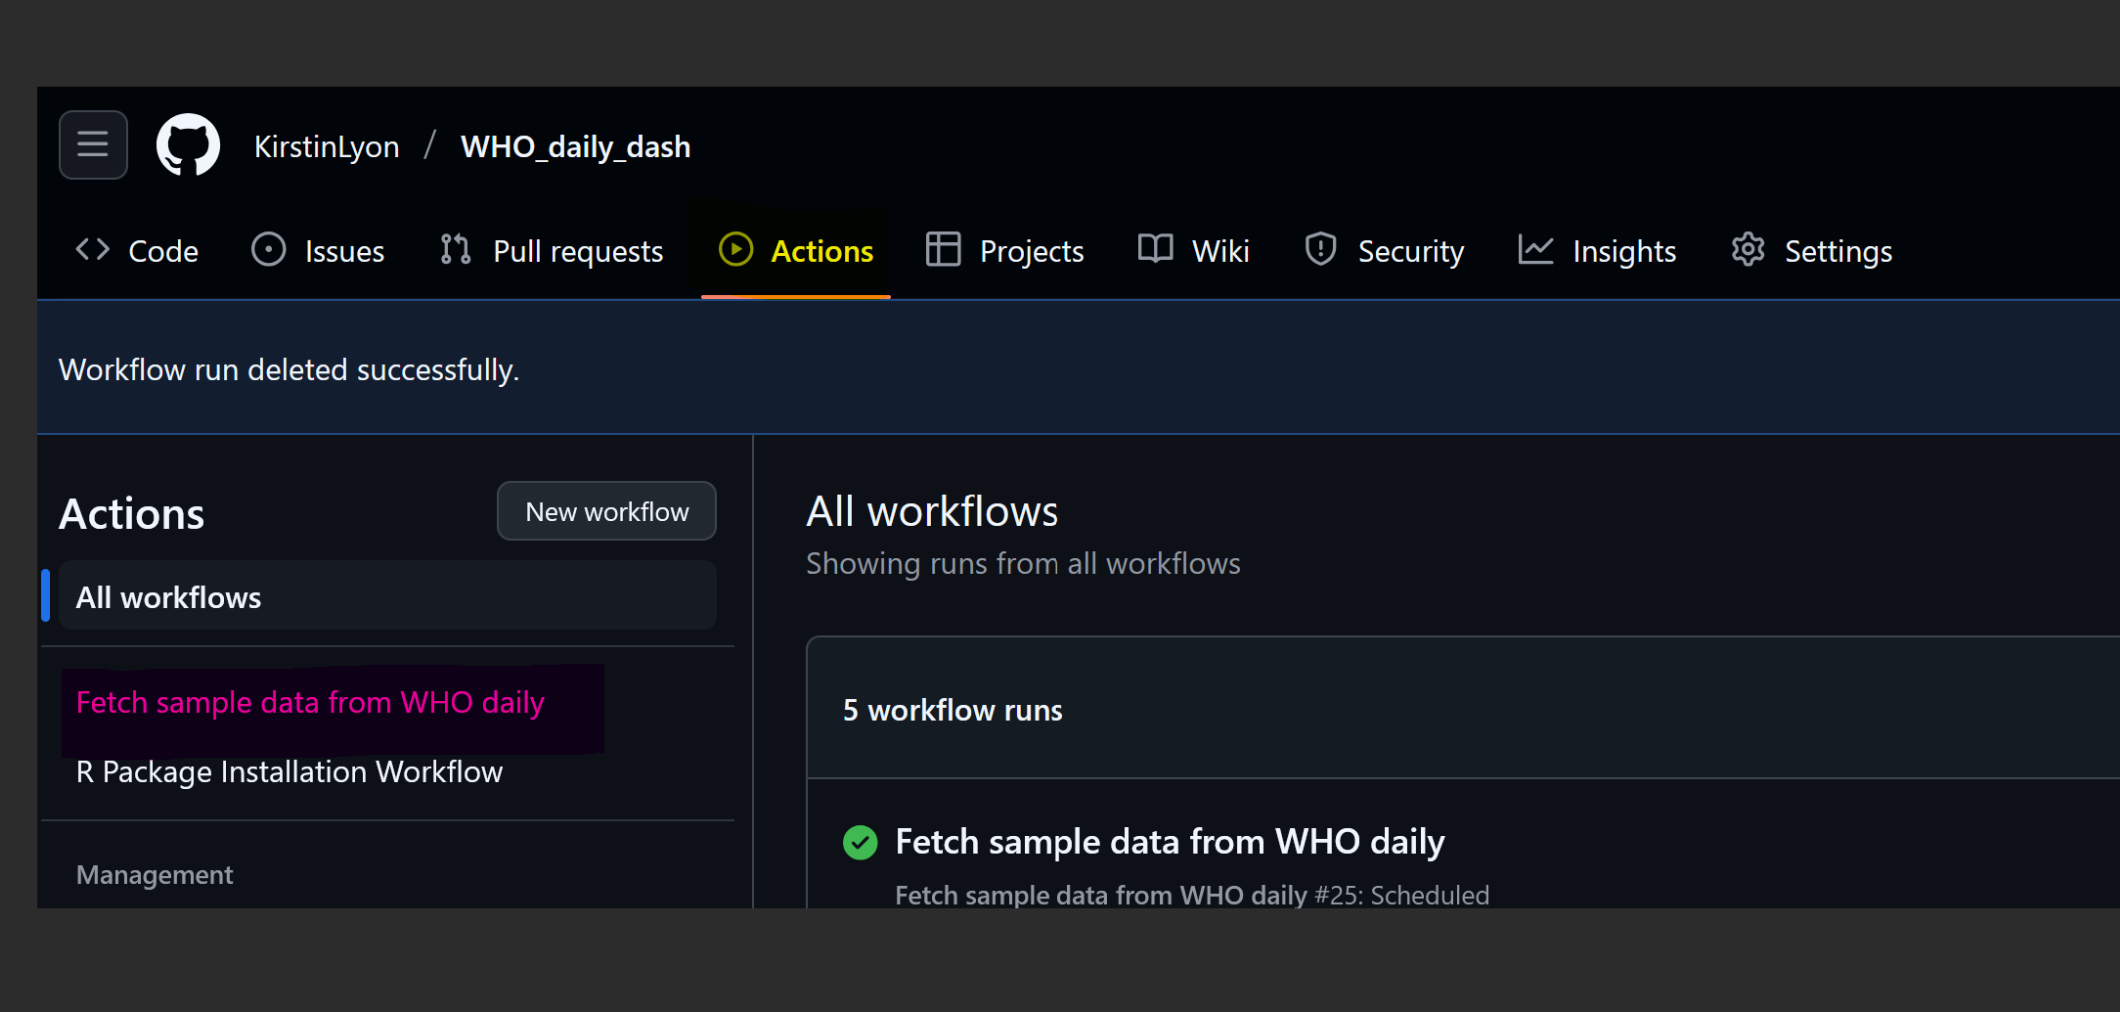 KirstinLyon / WHO_daily_dash
Code Issues Pull requests Actions Projects Wiki Security Insights Settings
Workflow run deleted successfully.
Actions
New workflow
All workflows
Fetch sample data from WHO daily
R Package Installation Workflow
Management
All workflows
Showing runs from all workflows
5 workflow runs
Fetch sample data from WHO daily
Fetch sample data from WHO daily #25: Scheduled